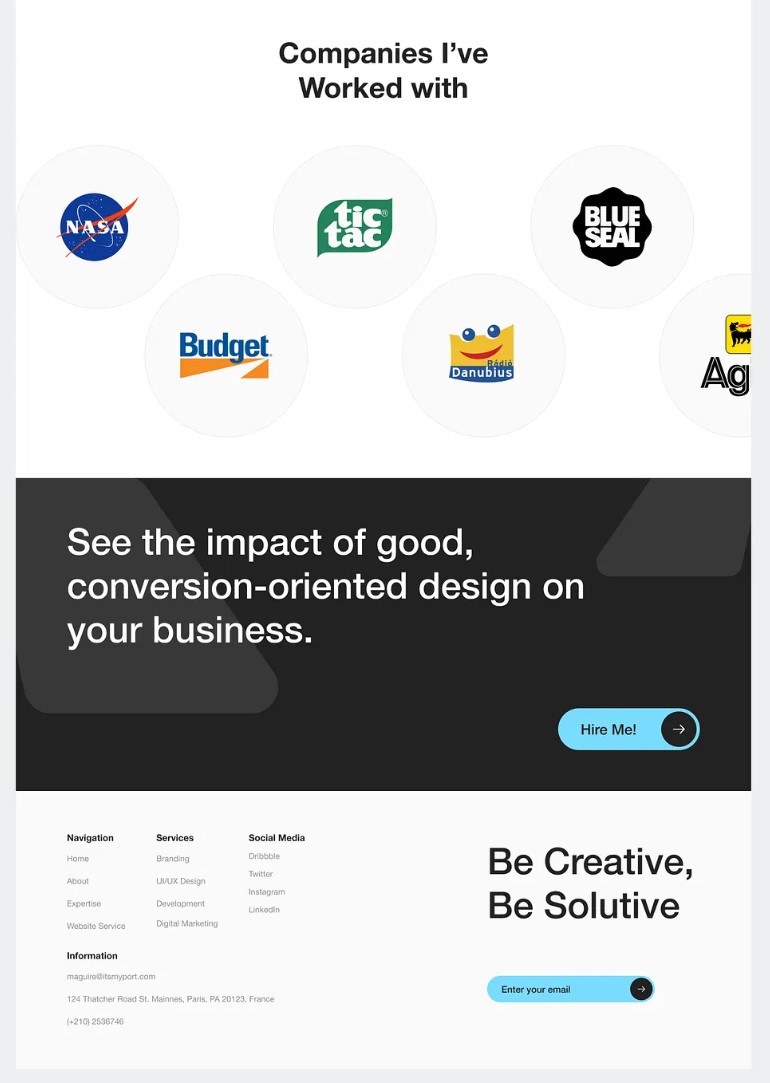 Companies I’ve
Worked with
NASA
tic
tac®
BLUE
SEAL
Budget
Rádió
Danubius
Ag
See the impact of good,
conversion-oriented design on
your business.
Hire Me!
Navigation
Home
About
Expertise
Website Service
Services
Branding
UI/UX Design
Development
Digital Marketing
Social Media
Dribbble
Twitter
Instagram
Linkedin
Information
maguire@itsmyport.com
124 Thatcher Road St. Mainnes, Paris, PA 20123, France
(+210) 2536746
Be Creative,
Be Solutive
Enter your email